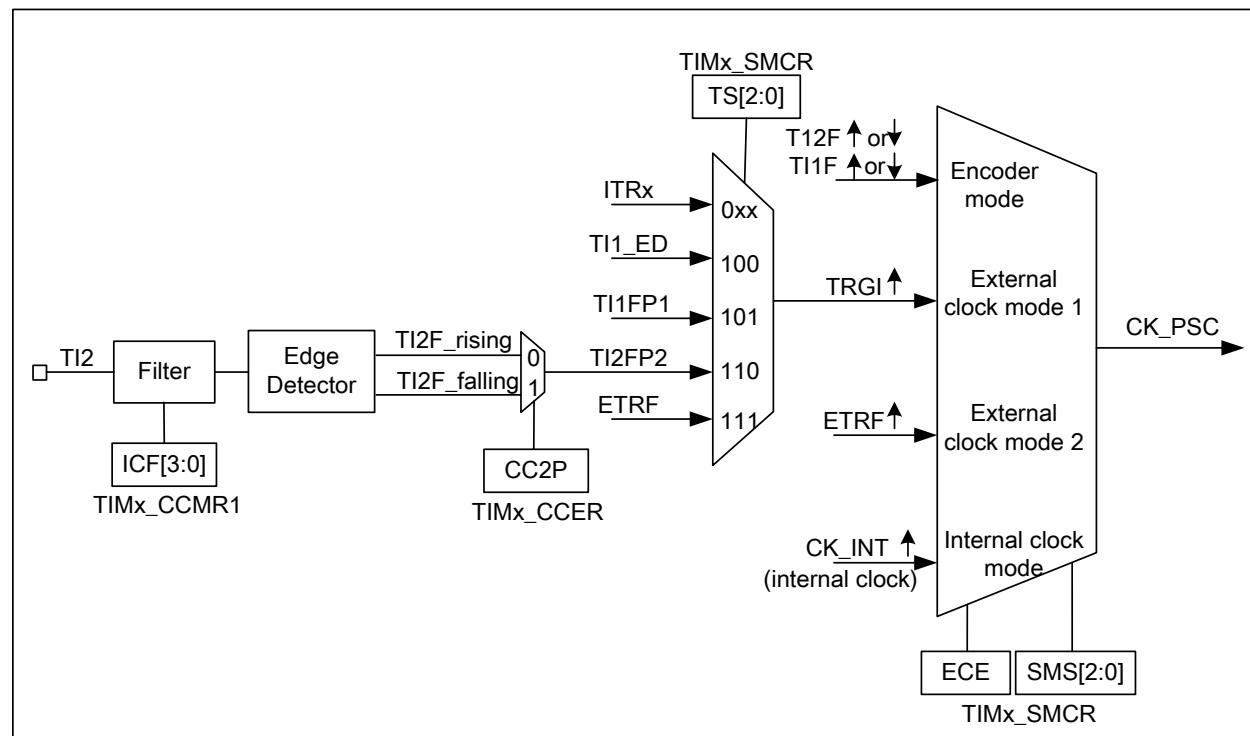 TIMx_SMCR
TS[2:0]
T12F ↑ or ↓
TI1F ↑ or ↓
Encoder
mode
ITRx
0xx
TI1_ED
100
TI1FP1
101
TRGI ↑
External
clock mode 1
CK_PSC
TI2
Filter
Edge
Detector
TI2F_rising
TI2F_falling
0
1
TI2FP2
110
ETRF
111
ETRF ↑
External
clock mode 2
ICF[3:0]
TIMx_CCMR1
CC2P
TIMx_CCER
CK_INT ↑
(internal clock)
Internal clock
mode
ECE
SMS[2:0]
TIMx_SMCR